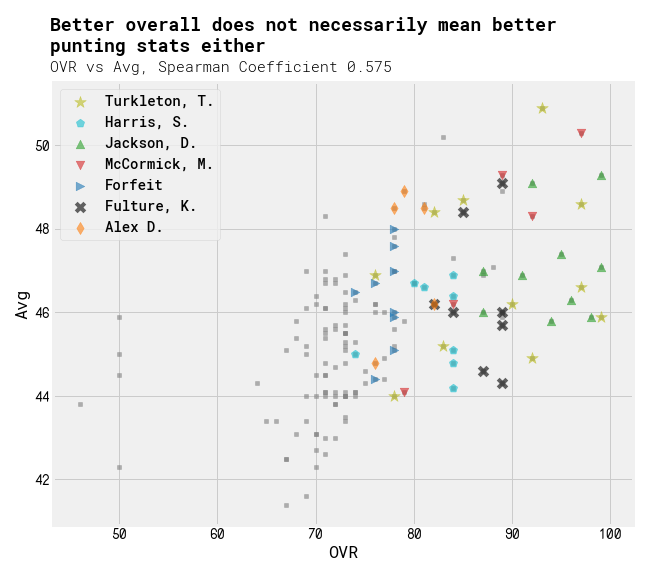 Better overall does not necessarily mean better
punting stats either
OVR vs Avg, Spearman Coefficient 0.575
Turkleton, T.
Harris, S.
Jackson, D.
McCormick, M.
Forfeit
Fulture, K.
Alex D.
50
48
46
44
42
Avg
50
60
70
80
90
100
OVR